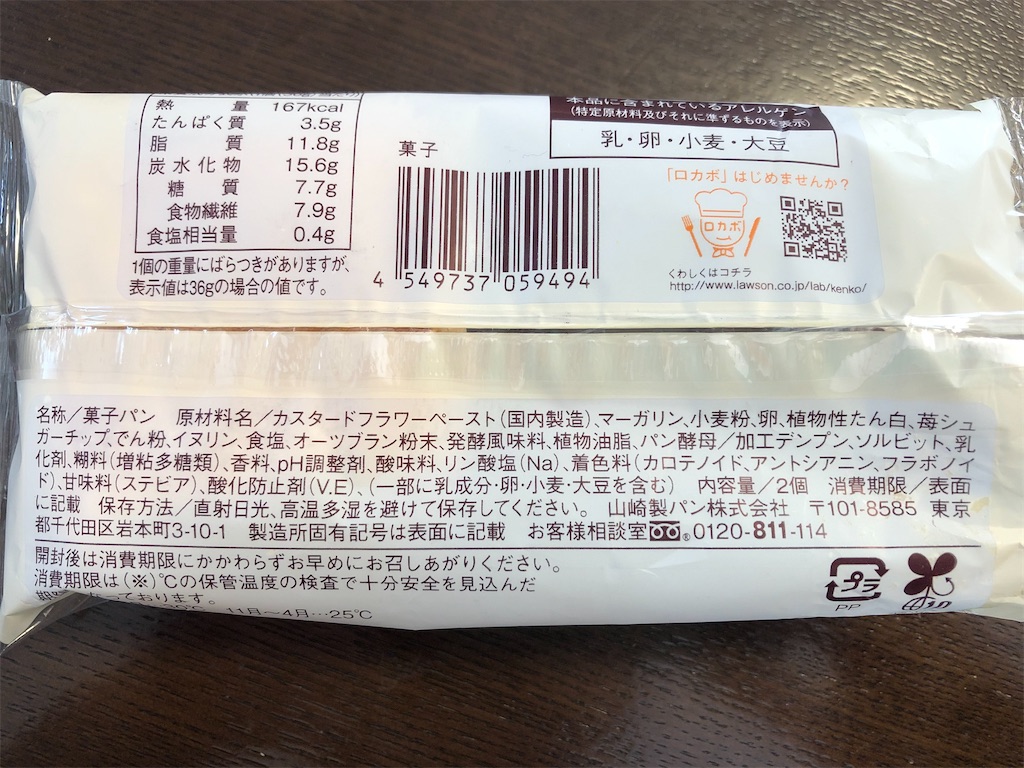 熱量 167kcal
たんぱく質 3.5g
脂質 11.8g
炭水化物 15.6g
糖質 7.7g
食物繊維 7.9g
食塩相当量 0.4g
1個の重量にばらつきがありますが、
表示値は36gの場合の値です。
菓子
4 549737 059494
本品に含まれているアレルゲン
(特定原材料及びそれに準ずるものを表示)
乳・卵・小麦・大豆
「ロカボ」はじめませんか？
ロカボ
くわしくはコチラ
http://www.lawson.co.jp/lab/kenko/
名称／菓子パン 原材料名／カスタードフラワーペースト(国内製造)、マーガリン、小麦粉、卵、植物性たん白、苺シュ
ガーチップ、でん粉、イヌリン、食塩、オーツブラン粉末、発酵風味料、植物油脂、パン酵母／加工デンプン、ソルビット、乳
化剤、糊料(増粘多糖類)、香料、pH調整剤、酸味料、リン酸塩(Na)、着色料(カロテノイド、アントシアニン、フラボノイ
ド)、甘味料(ステビア)、酸化防止剤(V.E)、(一部に乳成分・卵・小麦・大豆を含む) 内容量／2個 消費期限／表面
に記載 保存方法／直射日光、高温多湿を避けて保存してください。 山崎製パン株式会社 〒101-8585 東京
都千代田区岩本町3-10-1 製造所固有記号は表面に記載 お客様相談室 0120-811-114
開封後は消費期限にかかわらずお早めにお召しあがりください。
消費期限は(※)℃の保管温度の検査で十分安全を見込んだ
ております。
11月～4月…25℃
プラ
PP